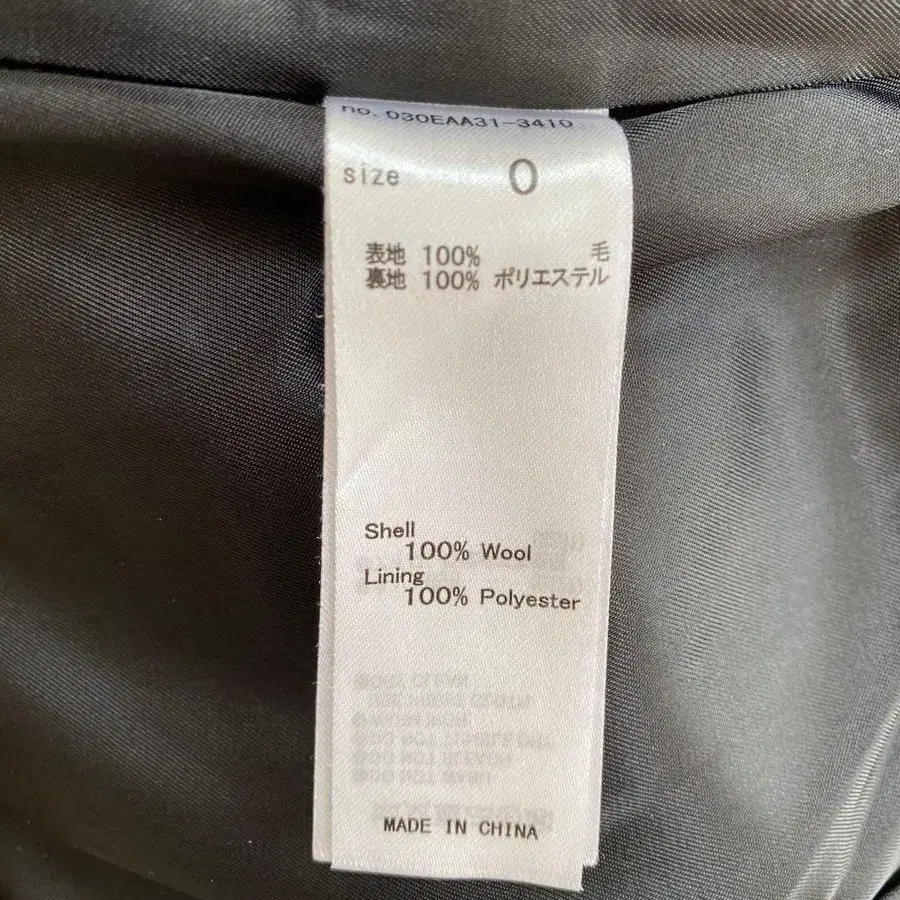 no. 030EAA31-3410
size 0
表地 100% 毛
裏地 100% ポリエステル
Shell
100% Wool
Lining
100% Polyester
MADE IN CHINA